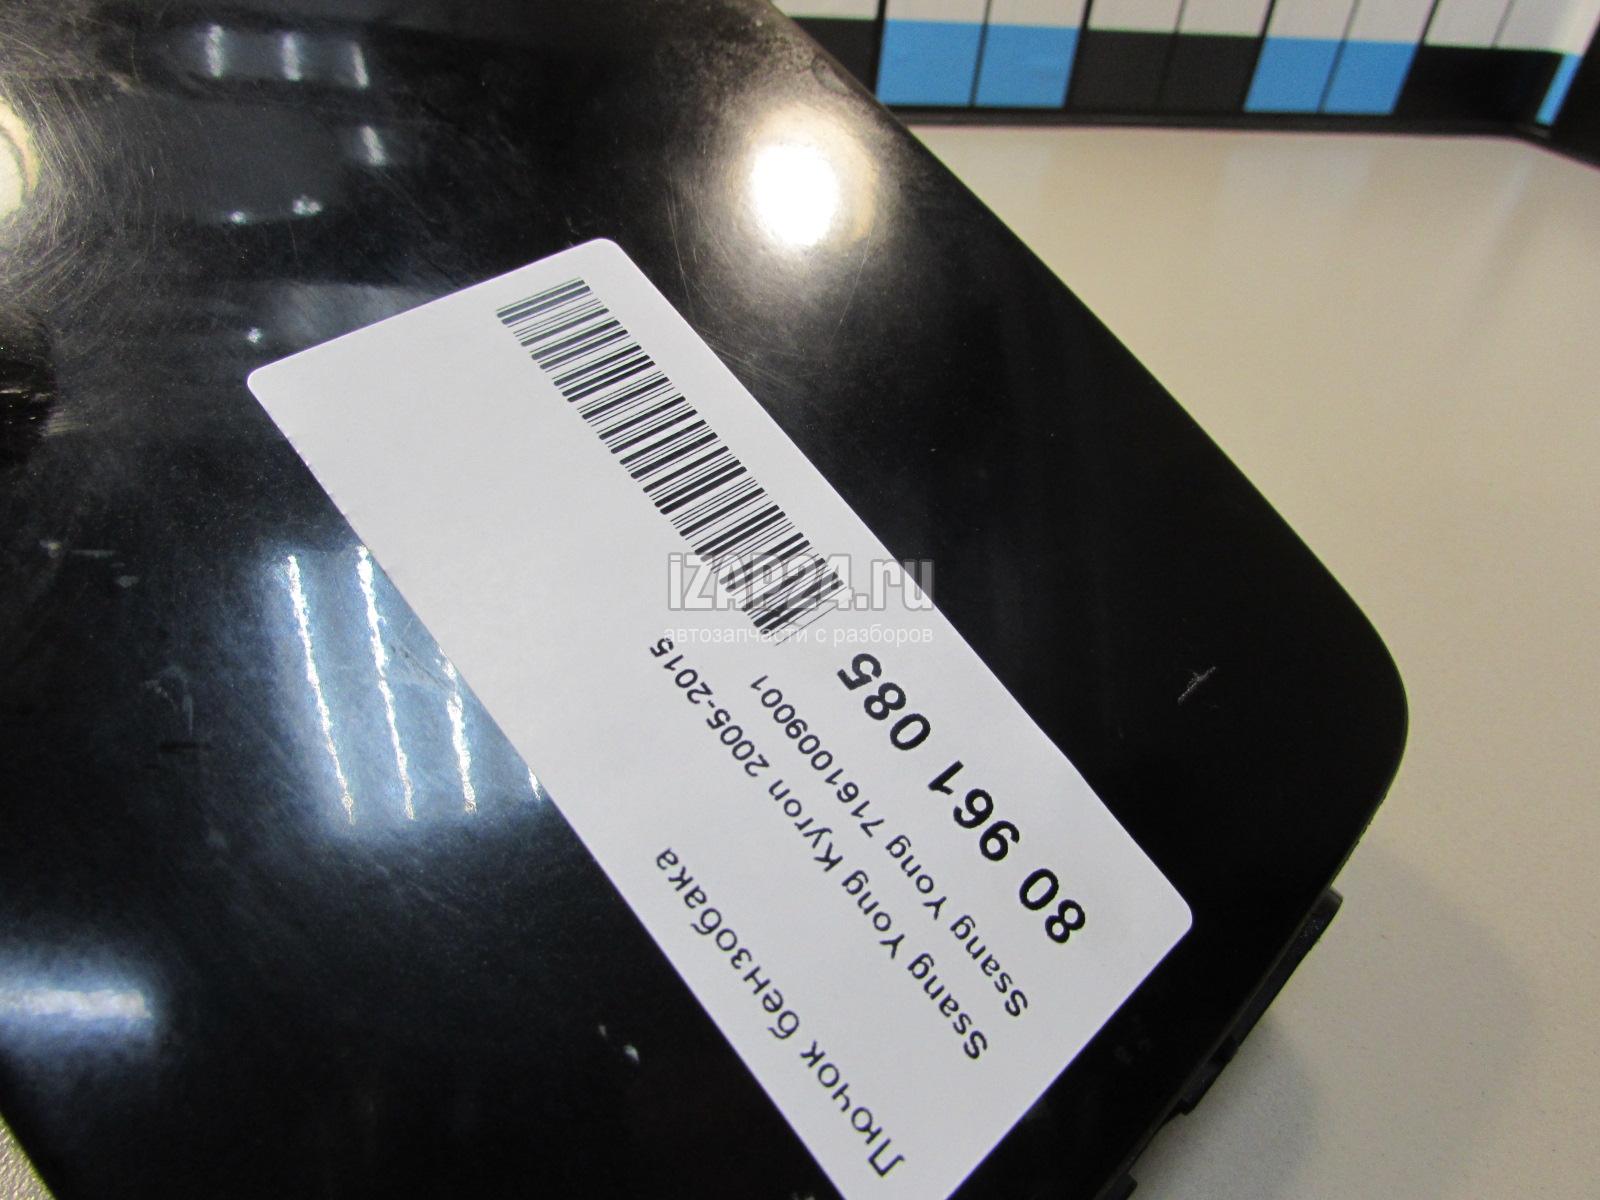 Лючок бензобака
Ssang Yong Kyron 2005-2015
Ssang Yong 7161009001
80 961 085
iZAP24.ru
автозапчасти с разборов